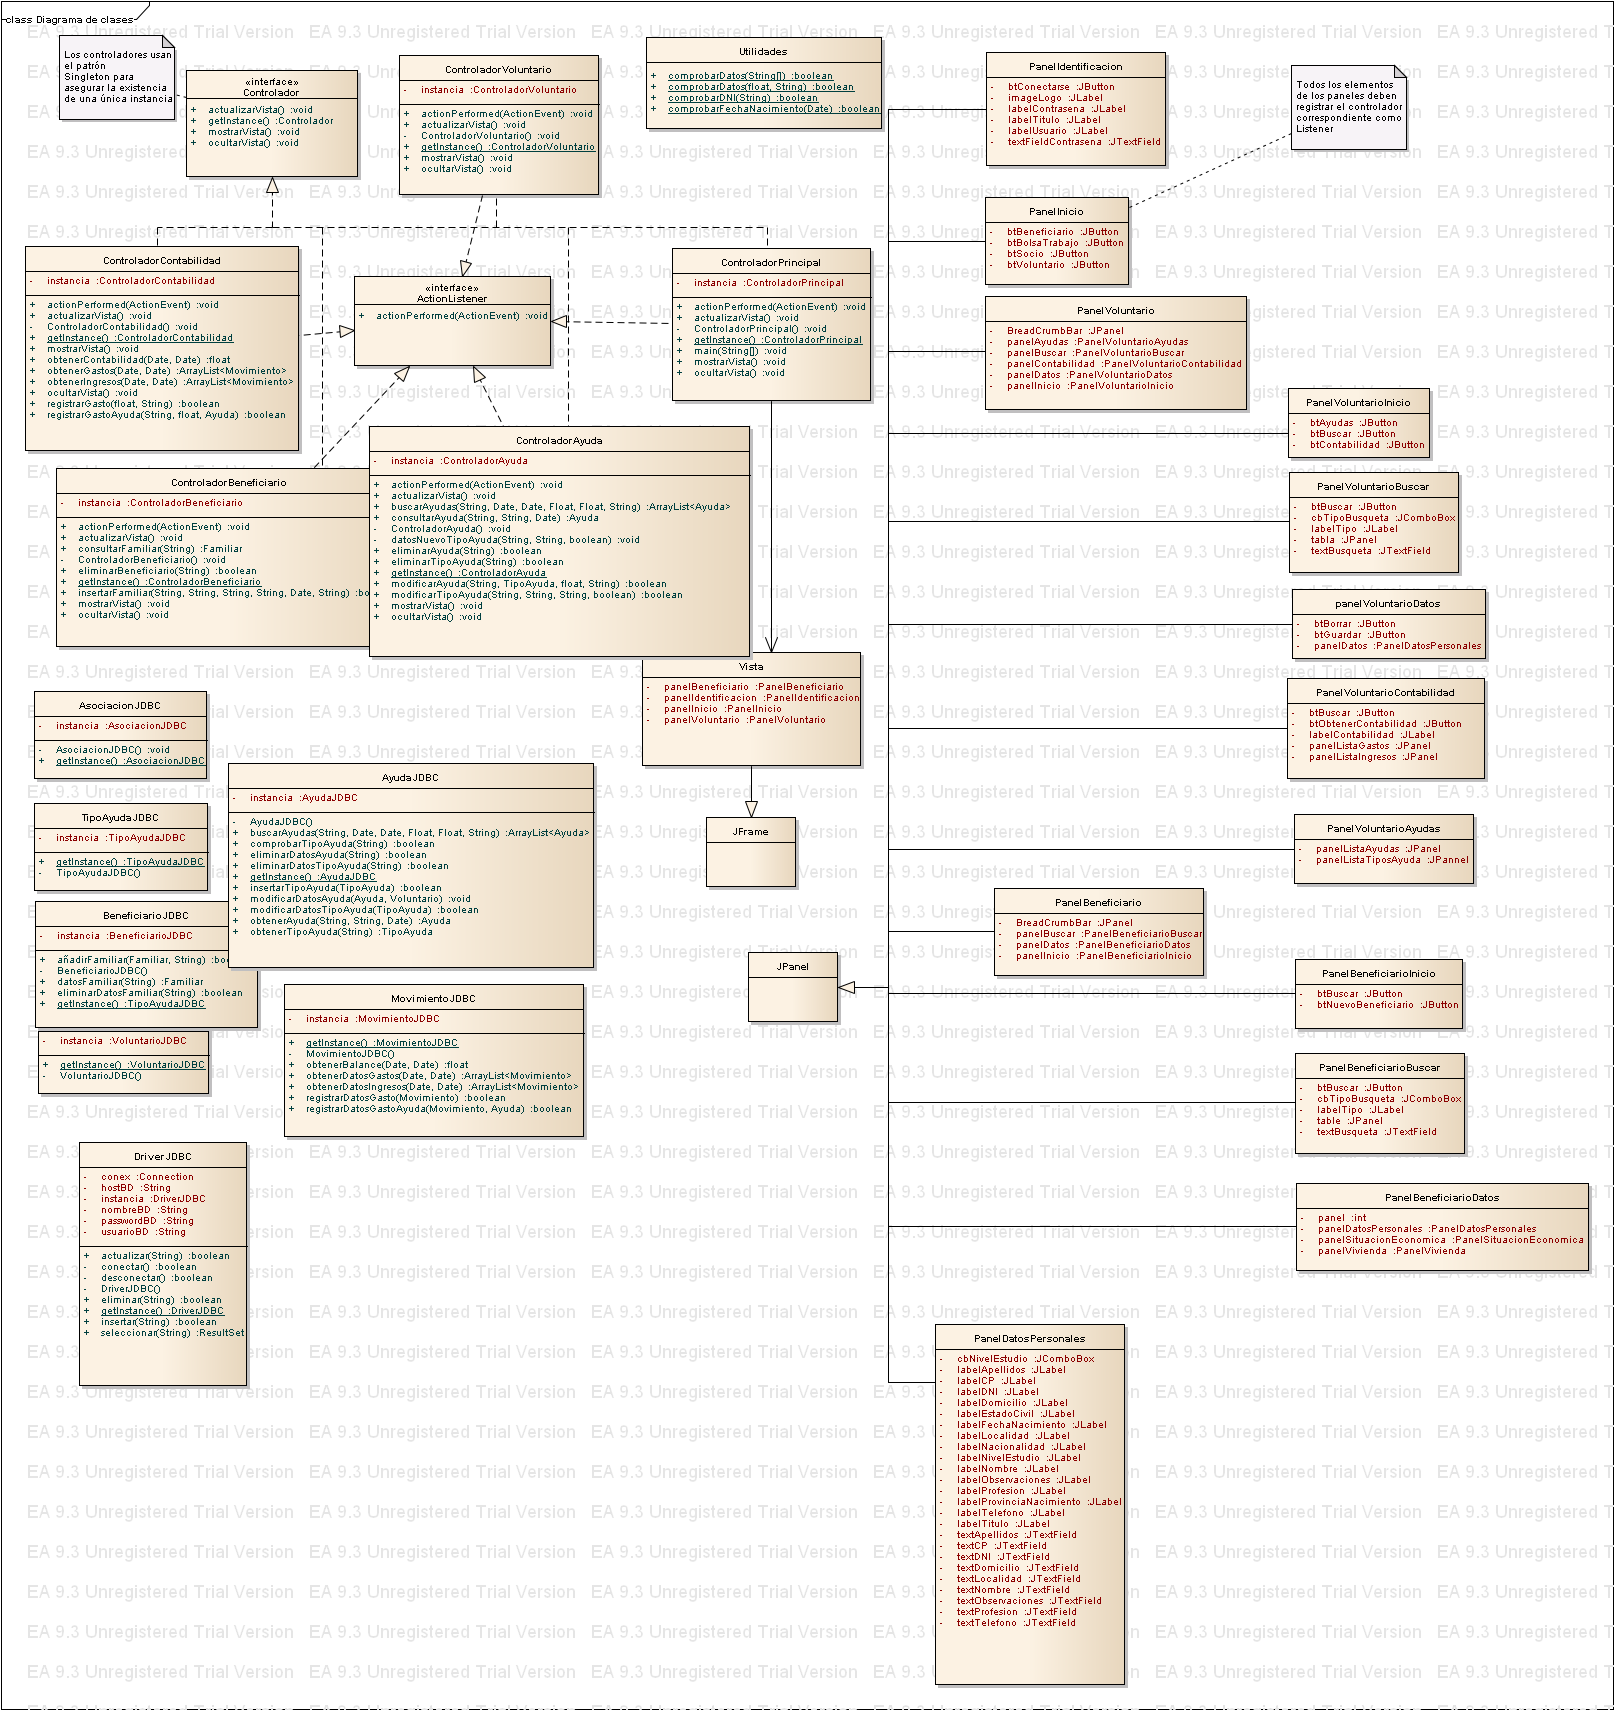 class Diagrama de clases
Los controladores usan
el patrón
Singleton para
asegurar la existencia
de una única instancia
«interface»
Controlador
+ actualizarVista() :void
+ getInstance() :Controlador
+ mostrarVista() :void
+ ocultarVista() :void
ControladorVoluntario
- instancia :ControladorVoluntario
+ actionPerformed(ActionEvent) :void
+ actualizarVista() :void
- ControladorVoluntario() :void
+ getInstance() :ControladorVoluntario
+ mostrarVista() :void
+ ocultarVista() :void
Utilidades
+ comprobarDatos(String[]) :boolean
+ comprobarDatos(float, String) :boolean
+ comprobarDNI(String) :boolean
+ comprobarFechaNacimiento(Date) :boolean
PanelIdentificacion
- btConectarse :JButton
- imageLogo :JLabel
- labelContrasena :JLabel
- labelTitulo :JLabel
- labelUsuario :JLabel
- textFieldContrasena :JTextField
Todos los elementos
de los paneles deben
registrar el controlador
correspondiente como
Listener
PanelInicio
- btBeneficiario :JButton
- btBolsaTrabajo :JButton
- btSocio :JButton
- btVoluntario :JButton
ControladorContabilidad
- instancia :ControladorContabilidad
+ actionPerformed(ActionEvent) :void
+ actualizarVista() :void
- ControladorContabilidad() :void
+ getInstance() :ControladorContabilidad
+ mostrarVista() :void
+ obtenerContabilidad(Date, Date) :float
+ obtenerGastos(Date, Date) :ArrayList<Movimiento>
+ obtenerIngresos(Date, Date) :ArrayList<Movimiento>
+ ocultarVista() :void
+ registrarGasto(float, String) :boolean
+ registrarGastoAyuda(String, float, Ayuda) :boolean
«interface»
ActionListener
+ actionPerformed(ActionEvent) :void
ControladorPrincipal
- instancia :ControladorPrincipal
+ actionPerformed(ActionEvent) :void
+ actualizarVista() :void
- ControladorPrincipal() :void
+ getInstance() :ControladorPrincipal
+ main(String[]) :void
+ mostrarVista() :void
+ ocultarVista() :void
PanelVoluntario
- BreadCrumbBar :JPanel
- panelAyudas :PanelVoluntarioAyudas
- panelBuscar :PanelVoluntarioBuscar
- panelContabilidad :PanelVoluntarioContabilidad
- panelDatos :PanelVoluntarioDatos
- panelInicio :PanelVoluntarioInicio
PanelVoluntarioInicio
- btAyudas :JButton
- btBuscar :JButton
- btContabilidad :JButton
ControladorBeneficiario
- instancia :ControladorBeneficiario
+ actionPerformed(ActionEvent) :void
+ actualizarVista() :void
+ consultarFamiliar(String) :Familiar
- ControladorBeneficiario() :void
+ eliminarBeneficiario(String) :boolean
+ getInstance() :ControladorBeneficiario
+ insertarFamiliar(String, String, String, String, Date, String) :bo
+ mostrarVista() :void
+ ocultarVista() :void
ControladorAyuda
- instancia :ControladorAyuda
+ actionPerformed(ActionEvent) :void
+ actualizarVista() :void
+ buscarAyudas(String, Date, Date, Float, Float, String) :ArrayList<Ayuda>
+ consultarAyuda(String, String, Date) :Ayuda
- ControladorAyuda() :void
- datosNuevoTipoAyuda(String, String, boolean) :void
+ eliminarAyuda(String) :boolean
+ eliminarTipoAyuda(String) :boolean
+ getInstance() :ControladorAyuda
+ modificarAyuda(String, TipoAyuda, float, String) :boolean
+ modificarTipoAyuda(String, String, String, boolean) :boolean
+ mostrarVista() :void
+ ocultarVista() :void
PanelVoluntarioBuscar
- btBuscar :JButton
- cbTipoBusqueta :JComboBox
- labelTipo :JLabel
- tabla :JPanel
- textBusqueta :JTextField
panelVoluntarioDatos
- btBorrar :JButton
- btGuardar :JButton
- panelDatos :PanelDatosPersonales
Vista
- panelBeneficiario :PanelBeneficiario
- panelIdentificacion :PanelIdentificacion
- panelInicio :PanelInicio
- panelVoluntario :PanelVoluntario
PanelVoluntarioContabilidad
- btBuscar :JButton
- btObtenerContabilidad :JButton
- labelContabilidad :JLabel
- panelListaGastos :JPanel
- panelListaIngresos :JPanel
AsociacionJDBC
- instancia :AsociacionJDBC
- AsociacionJDBC() :void
+ getInstance() :AsociacionJDBC
TipoAyudaJDBC
- instancia :TipoAyudaJDBC
+ getInstance() :TipoAyudaJDBC
- TipoAyudaJDBC()
AyudaJDBC
- instancia :AyudaJDBC
- AyudaJDBC()
+ buscarAyudas(String, Date, Date, Float, Float, String) :ArrayList<Ayuda>
+ comprobarTipoAyuda(String) :boolean
+ eliminarDatosAyuda(String) :boolean
+ eliminarDatosTipoAyuda(String) :boolean
+ getInstance() :AyudaJDBC
+ insertarTipoAyuda(TipoAyuda) :boolean
+ modificarDatosAyuda(Ayuda, Voluntario) :void
+ modificarDatosTipoAyuda(TipoAyuda) :boolean
+ obtenerAyuda(String, String, Date) :Ayuda
+ obtenerTipoAyuda(String) :TipoAyuda
JFrame
PanelVoluntarioAyudas
- panelListaAyudas :JPanel
- panelListaTiposAyuda :JPannel
BeneficiarioJDBC
- instancia :BeneficiarioJDBC
+ añadirFamiliar(Familiar, String) :boo
- BeneficiarioJDBC()
+ datosFamiliar(String) :Familiar
+ eliminarDatosFamiliar(String) :boolean
+ getInstance() :TipoAyudaJDBC
PanelBeneficiario
- BreadCrumbBar :JPanel
- panelBuscar :PanelBeneficiarioBuscar
- panelDatos :PanelBeneficiarioDatos
- panelInicio :PanelBeneficiarioInicio
JPanel
PanelBeneficiarioInicio
- btBuscar :JButton
- btNuevoBeneficiario :JButton
- instancia :VoluntarioJDBC
+ getInstance() :VoluntarioJDBC
- VoluntarioJDBC()
MovimientoJDBC
- instancia :MovimientoJDBC
+ getInstance() :MovimientoJDBC
- MovimientoJDBC()
+ obtenerBalance(Date, Date) :float
+ obtenerDatosGastos(Date, Date) :ArrayList<Movimiento>
+ obtenerDatosIngresos(Date, Date) :ArrayList<Movimiento>
+ registrarDatosGasto(Movimiento) :boolean
+ registrarDatosGastoAyuda(Movimiento, Ayuda) :boolean
PanelBeneficiarioBuscar
- btBuscar :JButton
- cbTipoBusqueta :JComboBox
- labelTipo :JLabel
- table :JPanel
- textBusqueta :JTextField
DriverJDBC
- conex :Connection
- hostBD :String
- instancia :DriverJDBC
- nombreBD :String
- passwordBD :String
- usuarioBD :String
+ actualizar(String) :boolean
- conectar() :boolean
- desconectar() :boolean
- DriverJDBC()
+ eliminar(String) :boolean
+ getInstance() :DriverJDBC
+ insertar(String) :boolean
+ seleccionar(String) :ResultSet
PanelBeneficiarioDatos
- panel :int
- panelDatosPersonales :PanelDatosPersonales
- panelSituacionEconomica :PanelSituacionEconomica
- panelVivienda :PanelVivienda
PanelDatosPersonales
- cbNivelEstudio :JComboBox
- labelApellidos :JLabel
- labelCP :JLabel
- labelDNI :JLabel
- labelDomicilio :JLabel
- labelEstadoCivil :JLabel
- labelFechaNacimiento :JLabel
- labelLocalidad :JLabel
- labelNacionalidad :JLabel
- labelNivelEstudio :JLabel
- labelNombre :JLabel
- labelObservaciones :JLabel
- labelProfesion :JLabel
- labelProvinciaNacimiento :JLabel
- labelTelefono :JLabel
- labelTitulo :JLabel
- textApellidos :JTextField
- textCP :JTextField
- textDNI :JTextField
- textDomicilio :JTextField
- textLocalidad :JTextField
- textNombre :JTextField
- textObservaciones :JTextField
- textProfesion :JTextField
- textTelefono :JTextField
EA 9.3 Unregistered Trial Version